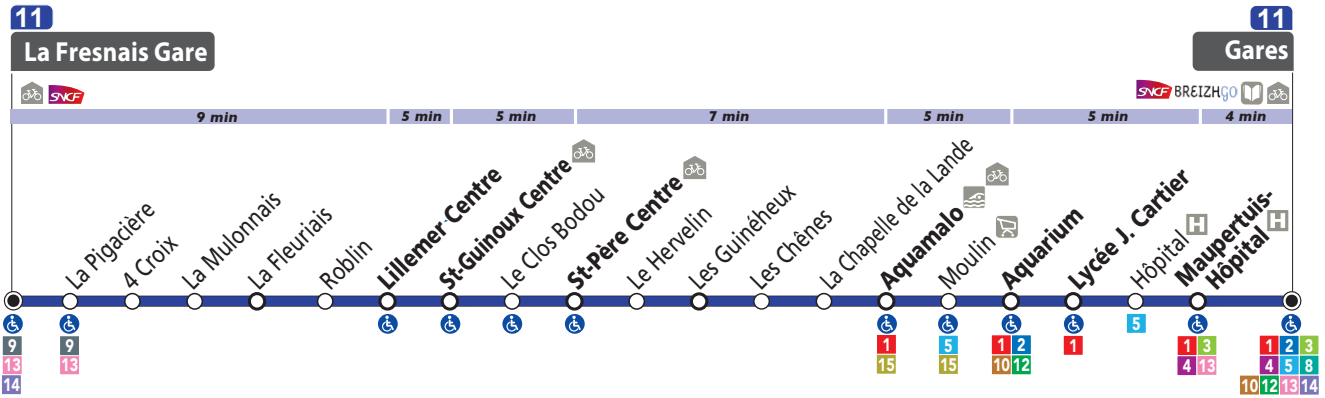 11
La Fresnais Gare
SNCF
11
Gares
SNCF BREIZHGO
9 min
5 min
5 min
7 min
5 min
5 min
4 min
La Pigacière
4 Croix
La Mulonnais
La Fleuriais
Roblin
Lillemer Centre
St-Guinoux Centre
Le Clos Bodou
St-Père Centre
Le Hervelin
Les Guinéheux
Les Chênes
La Chapelle de la Lande
Aquamalo
Moulin
Aquarium
Lycée J. Cartier
Hôpital
H
Maupertuis-
Hôpital
H
9
13
14
9
13
1
15
5
15
1 2
10 12
1
5
1 3
4 13
1 2 3
4 5 8
10 12 13 14